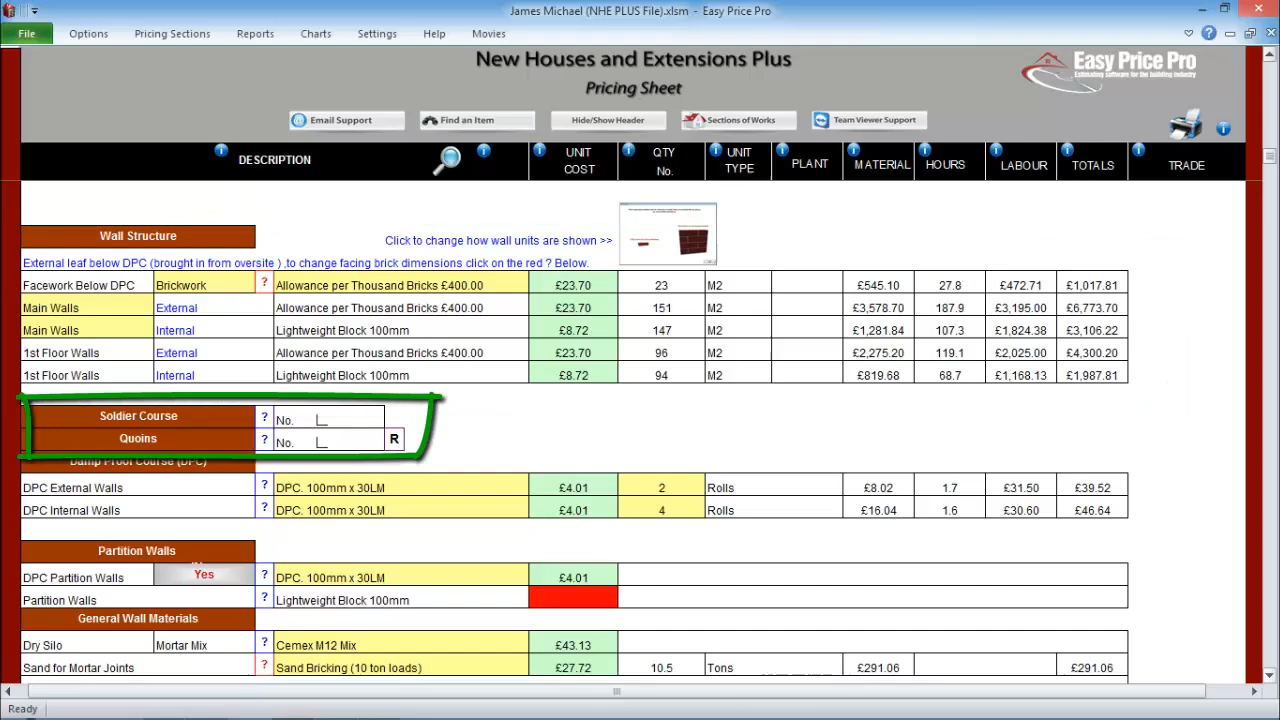 James Michael (NHE PLUS File).xlsm - Easy Price Pro
File Options Pricing Sections Reports Charts Settings Help Movies
New Houses and Extensions Plus
Pricing Sheet
Easy Price Pro
Estimating software for the building industry
Email Support Find an Item Hide/Show Header Sections of Works Team Viewer Support
DESCRIPTION UNIT COST QTY No. UNIT TYPE PLANT MATERIAL HOURS LABOUR TOTALS TRADE
Wall Structure Click to change how wall units are shown >>
External leaf below DPC (brought in from oversite ) ,to change facing brick dimensions click on the red ? Below.
Facework Below DPC Brickwork ? Allowance per Thousand Bricks £400.00 £23.70 23 M2 £545.10 27.8 £472.71 £1,017.81
Main Walls External Allowance per Thousand Bricks £400.00 £23.70 151 M2 £3,578.70 187.9 £3,195.00 £6,773.70
Main Walls Internal Lightweight Block 100mm £8.72 147 M2 £1,281.84 107.3 £1,824.38 £3,106.22
1st Floor Walls External Allowance per Thousand Bricks £400.00 £23.70 96 M2 £2,275.20 119.1 £2,025.00 £4,300.20
1st Floor Walls Internal Lightweight Block 100mm £8.72 94 M2 £819.68 68.7 £1,168.13 £1,987.81
Soldier Course ? No.
Quoins ? No. R
Damp Proof Course (DPC)
DPC External Walls ? DPC. 100mm x 30LM £4.01 2 Rolls £8.02 1.7 £31.50 £39.52
DPC Internal Walls ? DPC. 100mm x 30LM £4.01 4 Rolls £16.04 1.6 £30.60 £46.64
Partition Walls
DPC Partition Walls Yes ? DPC. 100mm x 30LM £4.01
Partition Walls ? Lightweight Block 100mm
General Wall Materials
Dry Silo Mortar Mix ? Cemex M12 Mix £43.13
Sand for Mortar Joints ? Sand Bricking (10 ton loads) £27.72 10.5 Tons £291.06 £291.06
Ready